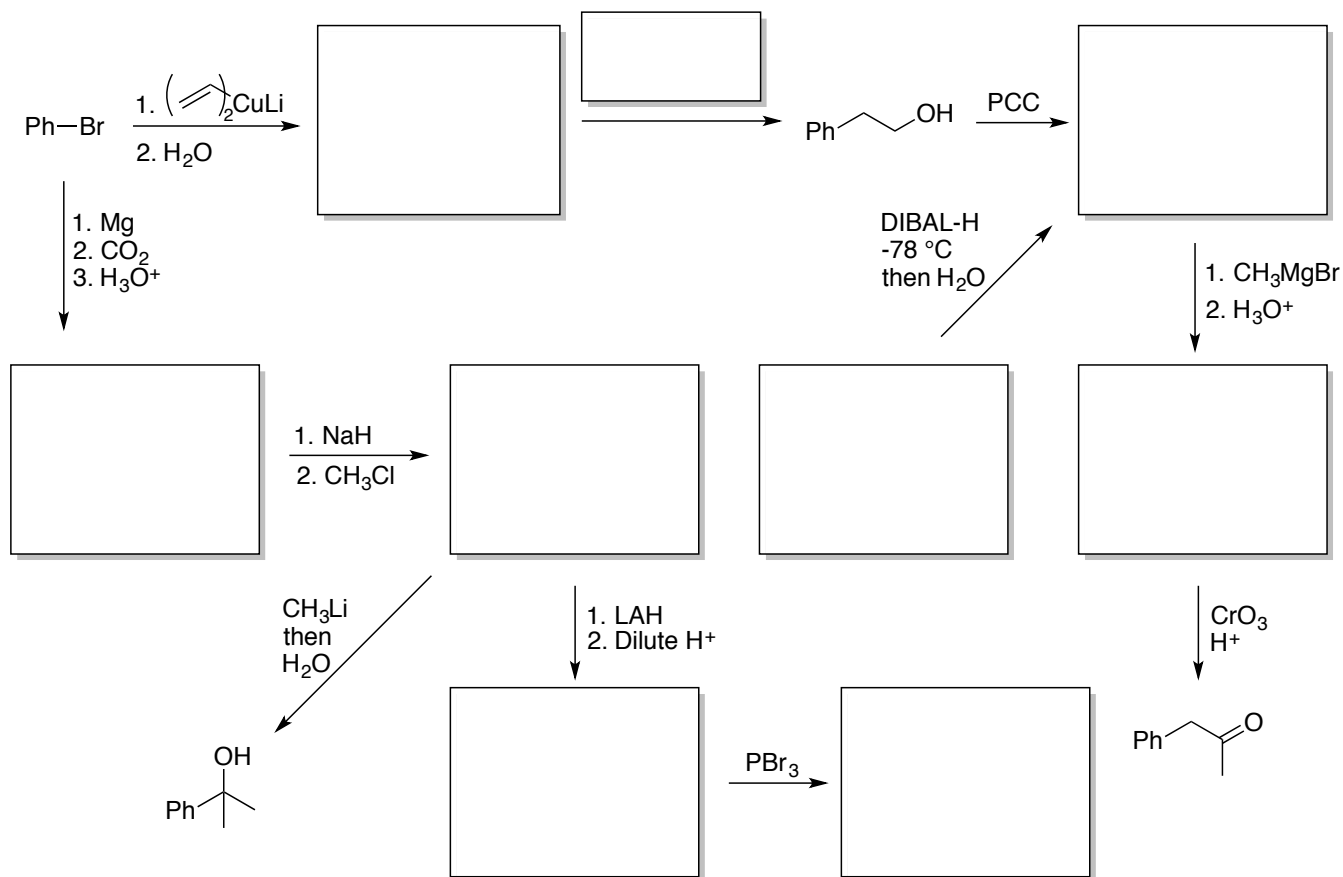 1. ( )₂CuLi
Ph–Br
2. H₂O
Ph OH
PCC
1. Mg
2. CO₂
3. H₃O⁺
DIBAL-H
-78 °C
then H₂O
1. CH₃MgBr
2. H₃O⁺
1. NaH
2. CH₃Cl
CH₃Li
then
H₂O
1. LAH
2. Dilute H⁺
CrO₃
H⁺
OH
Ph
PBr₃
Ph O